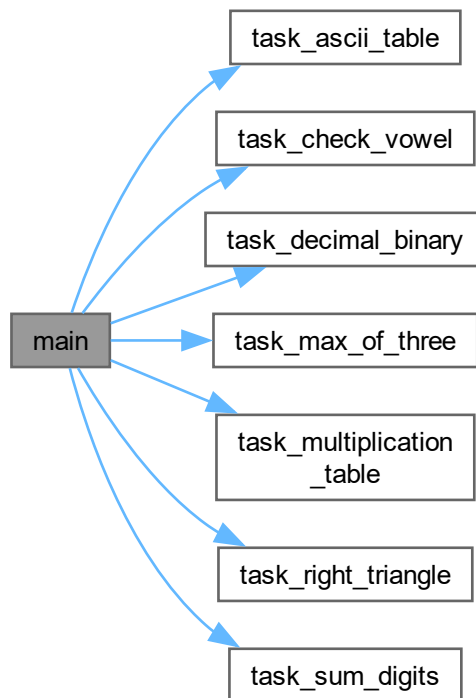 task_ascii_table
task_check_vowel
task_decimal_binary
main
task_max_of_three
task_multiplication
_table
task_right_triangle
task_sum_digits